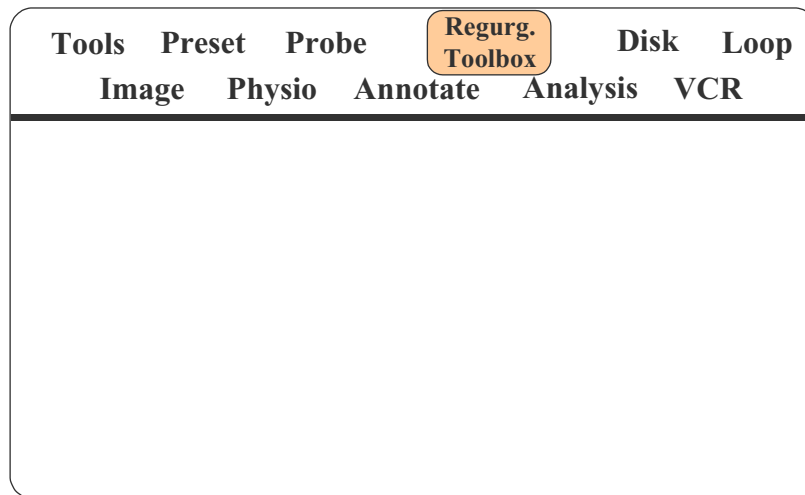 Tools Preset Probe Regurg. Toolbox Disk Loop
Image Physio Annotate Analysis VCR